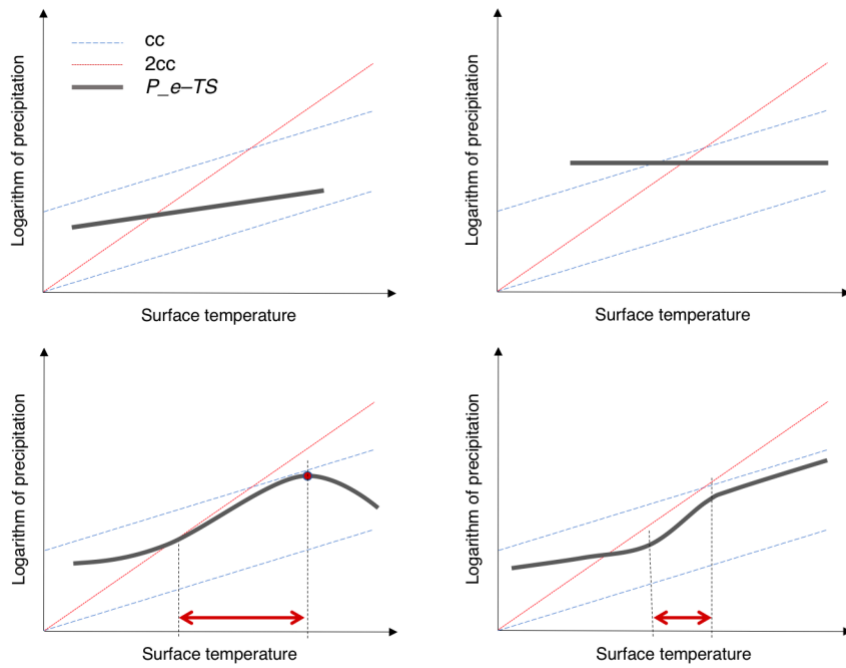 cc
2cc
P_e–TS
Logarithm of precipitation
Surface temperature
Logarithm of precipitation
Surface temperature
Logarithm of precipitation
Surface temperature
Logarithm of precipitation
Surface temperature